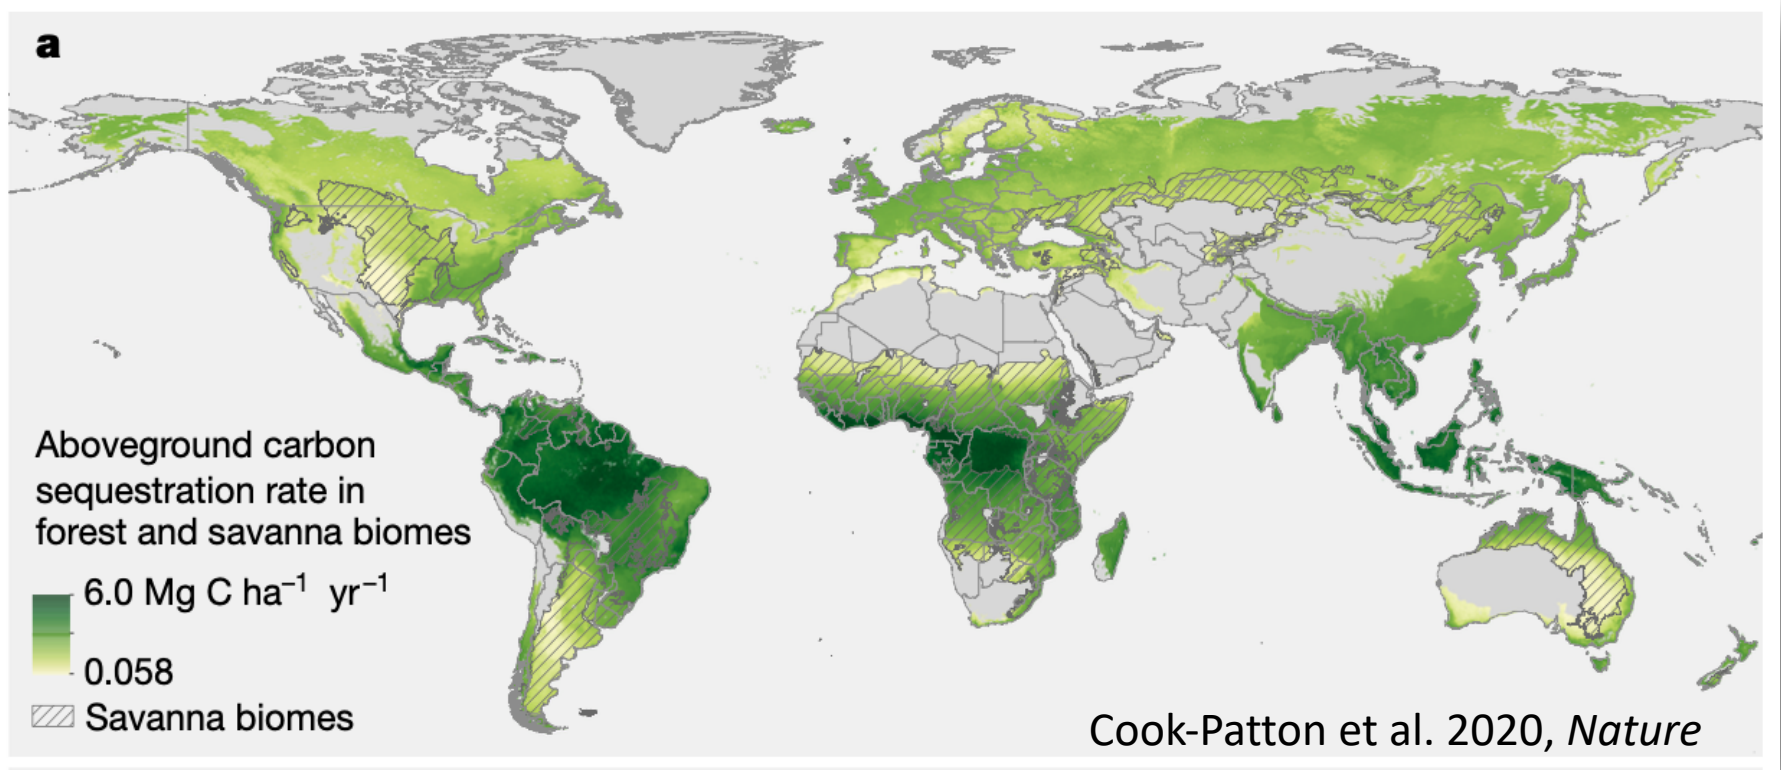 a
Aboveground carbon
sequestration rate in
forest and savanna biomes
6.0 Mg C ha⁻¹ yr⁻¹
0.058
Savanna biomes
Cook-Patton et al. 2020, Nature